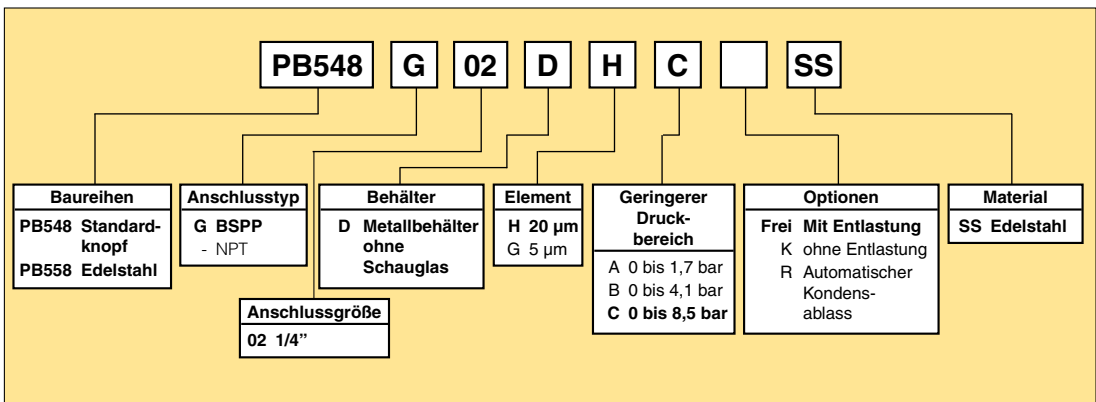 PB548 G 02 D H C SS
Baureihen
PB548 Standard-
knopf
PB558 Edelstahl
Anschlusstyp
G BSPP
- NPT
Anschlussgröße
02 1/4”
Behälter
D Metallbehälter
ohne
Schauglas
Element
H 20 µm
G 5 µm
Geringerer
Druck-
bereich
A 0 bis 1,7 bar
B 0 bis 4,1 bar
C 0 bis 8,5 bar
Optionen
Frei Mit Entlastung
K ohne Entlastung
R Automatischer
Kondens-
ablass
Material
SS Edelstahl